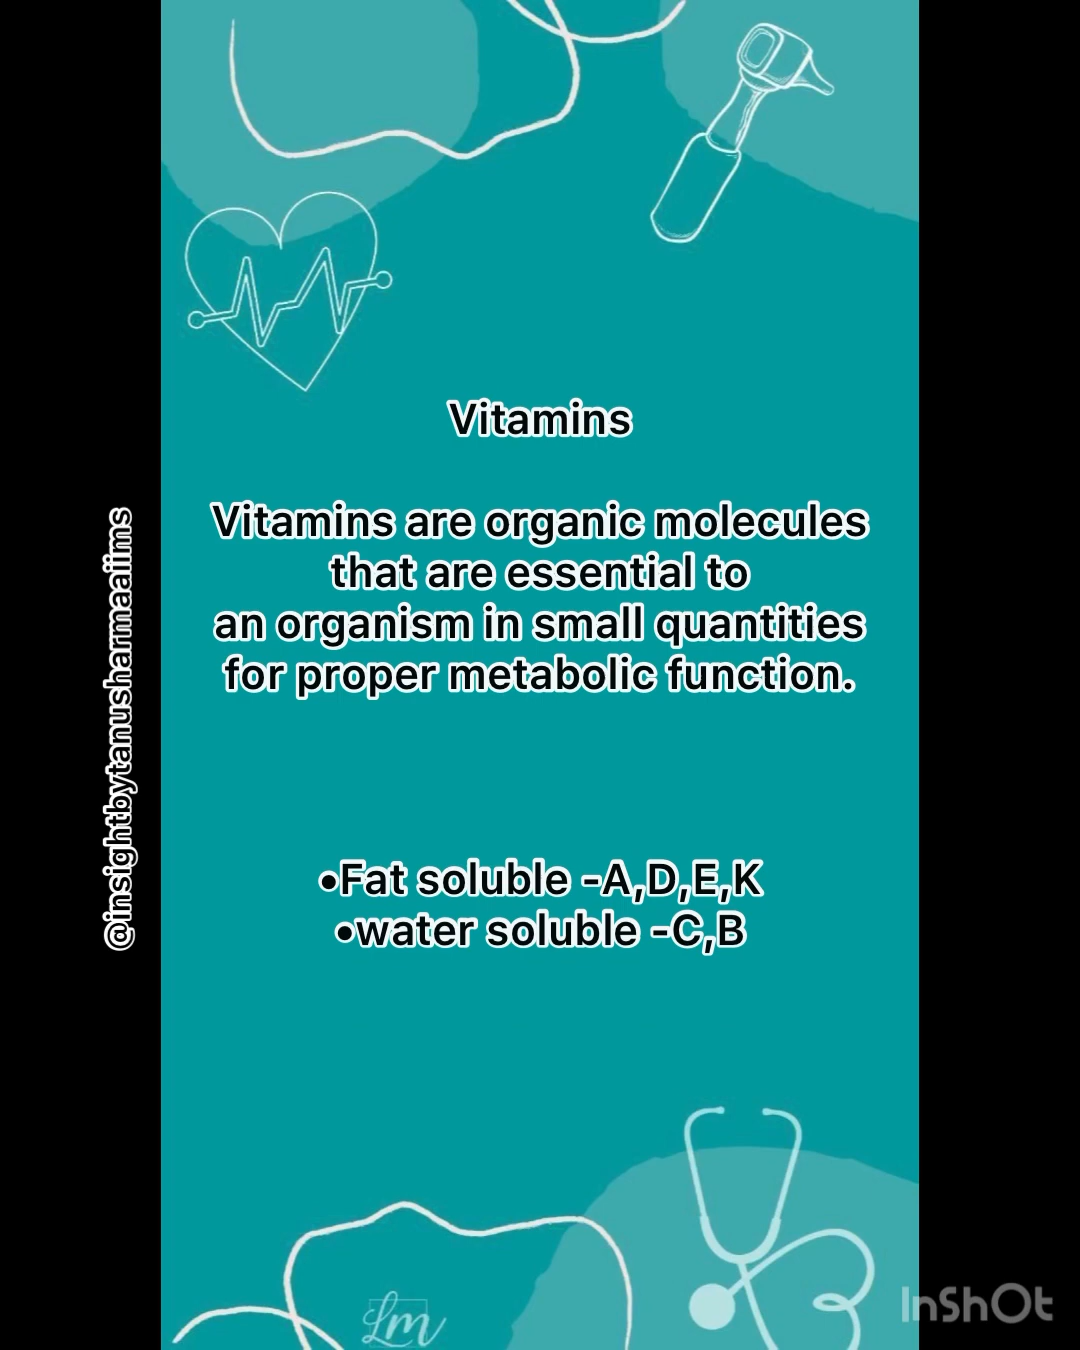 Vitamins
Vitamins are organic molecules
that are essential to
an organism in small quantities
for proper metabolic function.
•Fat soluble -A,D,E,K
•water soluble -C,B
@insightbytanusharmaaiims
Lm
InShOt